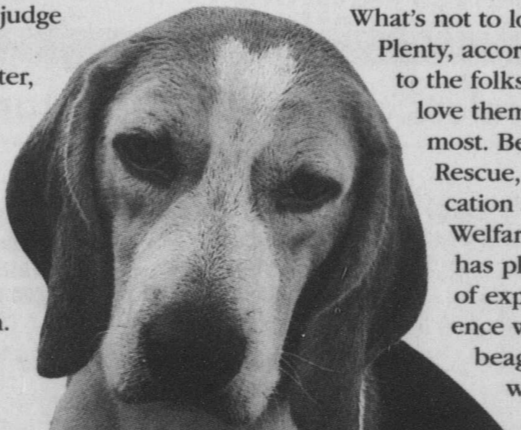 judge
ter,
n.
What's not to lo
Plenty, accor
to the folks
love them
most. Be
Rescue,
cation
Welfar
has pl
of exp
ence w
beag
w